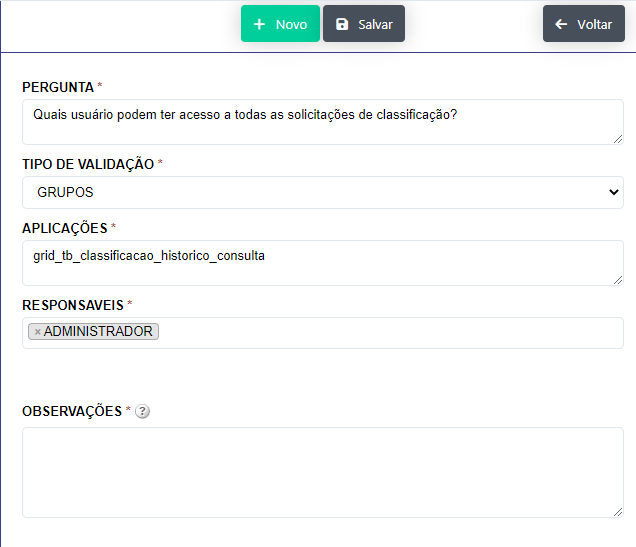 + Novo Salvar Voltar
PERGUNTA *
Quais usuário podem ter acesso a todas as solicitações de classificação?
TIPO DE VALIDAÇÃO *
GRUPOS
APLICAÇÕES *
grid_tb_classificacao_historico_consulta
RESPONSAVEIS *
× ADMINISTRADOR
OBSERVAÇÕES * ?